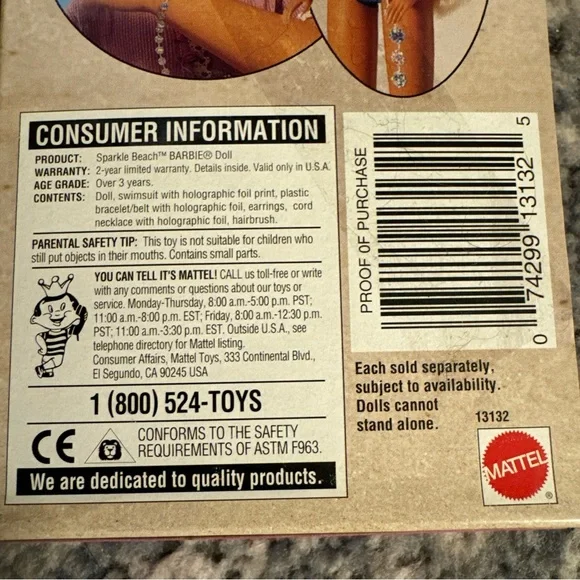 CONSUMER INFORMATION
PRODUCT: Sparkle Beach™ BARBIE® Doll
WARRANTY: 2-year limited warranty. Details inside. Valid only in U.S.A.
AGE GRADE: Over 3 years.
CONTENTS: Doll, swimsuit with holographic foil print, plastic
bracelet/belt with holographic foil, earrings, cord
necklace with holographic foil, hairbrush.
PARENTAL SAFETY TIP: This toy is not suitable for children who
still put objects in their mouths. Contains small parts.
YOU CAN TELL IT'S MATTEL! CALL us toll-free or write
with any comments or questions about our toys or
service. Monday-Thursday, 8:00 a.m.-5:00 p.m. PST;
11:00 a.m.-8:00 p.m. EST; Friday, 8:00 a.m.-12:30 p.m.
PST; 11:00 a.m.-3:30 p.m. EST. Outside U.S.A., see
telephone directory for Mattel listing.
Consumer Affairs, Mattel Toys, 333 Continental Blvd.,
El Segundo, CA 90245 USA
1 (800) 524-TOYS
CE
CONFORMS TO THE SAFETY
REQUIREMENTS OF ASTM F963.
We are dedicated to quality products.
PROOF OF PURCHASE
0 74299 13132 5
Each sold separately,
subject to availability.
Dolls cannot
stand alone.
13132
MATTEL
®